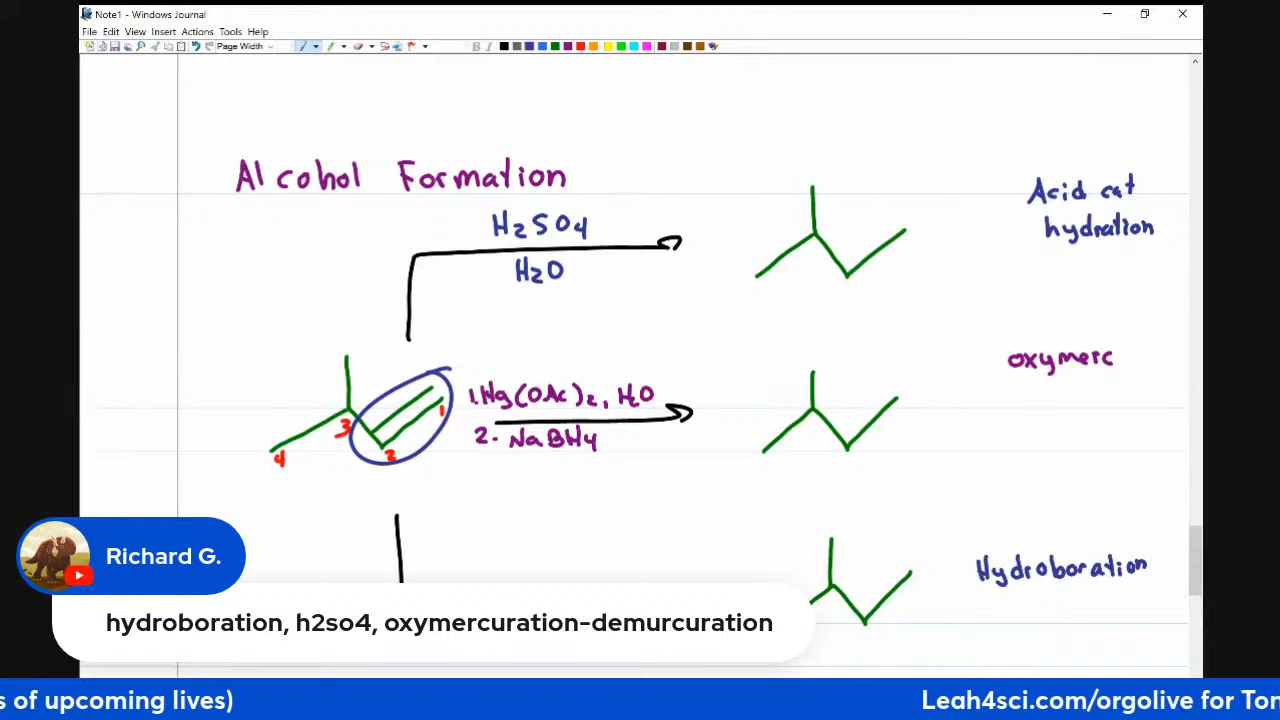 Note1 - Windows Journal
File Edit View Insert Actions Tools Help
Page Width
B I
Alcohol Formation
H2SO4
H2O
Acid cat
hydration
oxymerc
1. Hg(OAc)2, H2O
2. NaBH4
1
3
2
4
Hydroboration
Richard G.
hydroboration, h2so4, oxymercuration-demurcuration
s of upcoming lives)
Leah4sci.com/orgolive for Tor